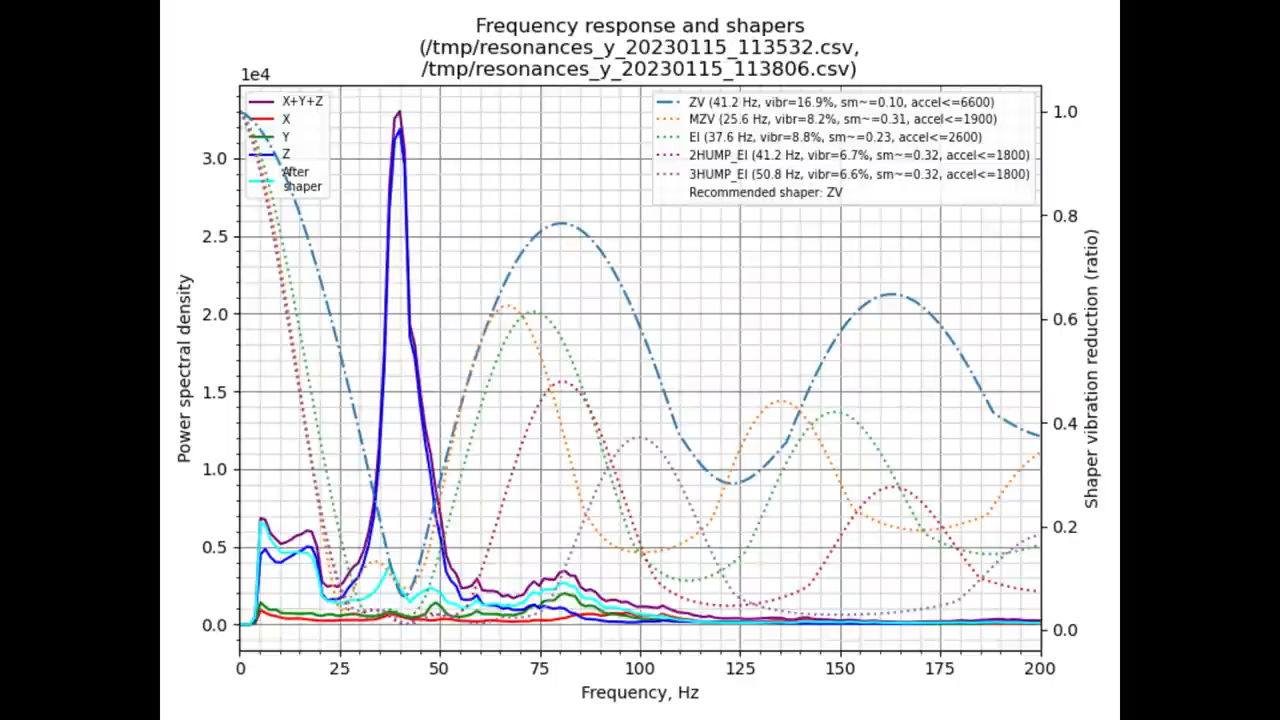 Frequency response and shapers
(/tmp/resonances_y_20230115_113532.csv,
/tmp/resonances_y_20230115_113806.csv)
1e4
X+Y+Z
X
Y
Z
After
shaper
ZV (41.2 Hz, vibr=16.9%, sm~=0.10, accel<=6600)
MZV (25.6 Hz, vibr=8.2%, sm~=0.31, accel<=1900)
EI (37.6 Hz, vibr=8.8%, sm~=0.23, accel<=2600)
2HUMP_EI (41.2 Hz, vibr=6.7%, sm~=0.32, accel<=1800)
3HUMP_EI (50.8 Hz, vibr=6.6%, sm~=0.32, accel<=1800)
Recommended shaper: ZV
3.0
2.5
2.0
1.5
1.0
0.5
0.0
Power spectral density
1.0
0.8
0.6
0.4
0.2
0.0
Shaper vibration reduction (ratio)
0 25 50 75 100 125 150 175 200
Frequency, Hz